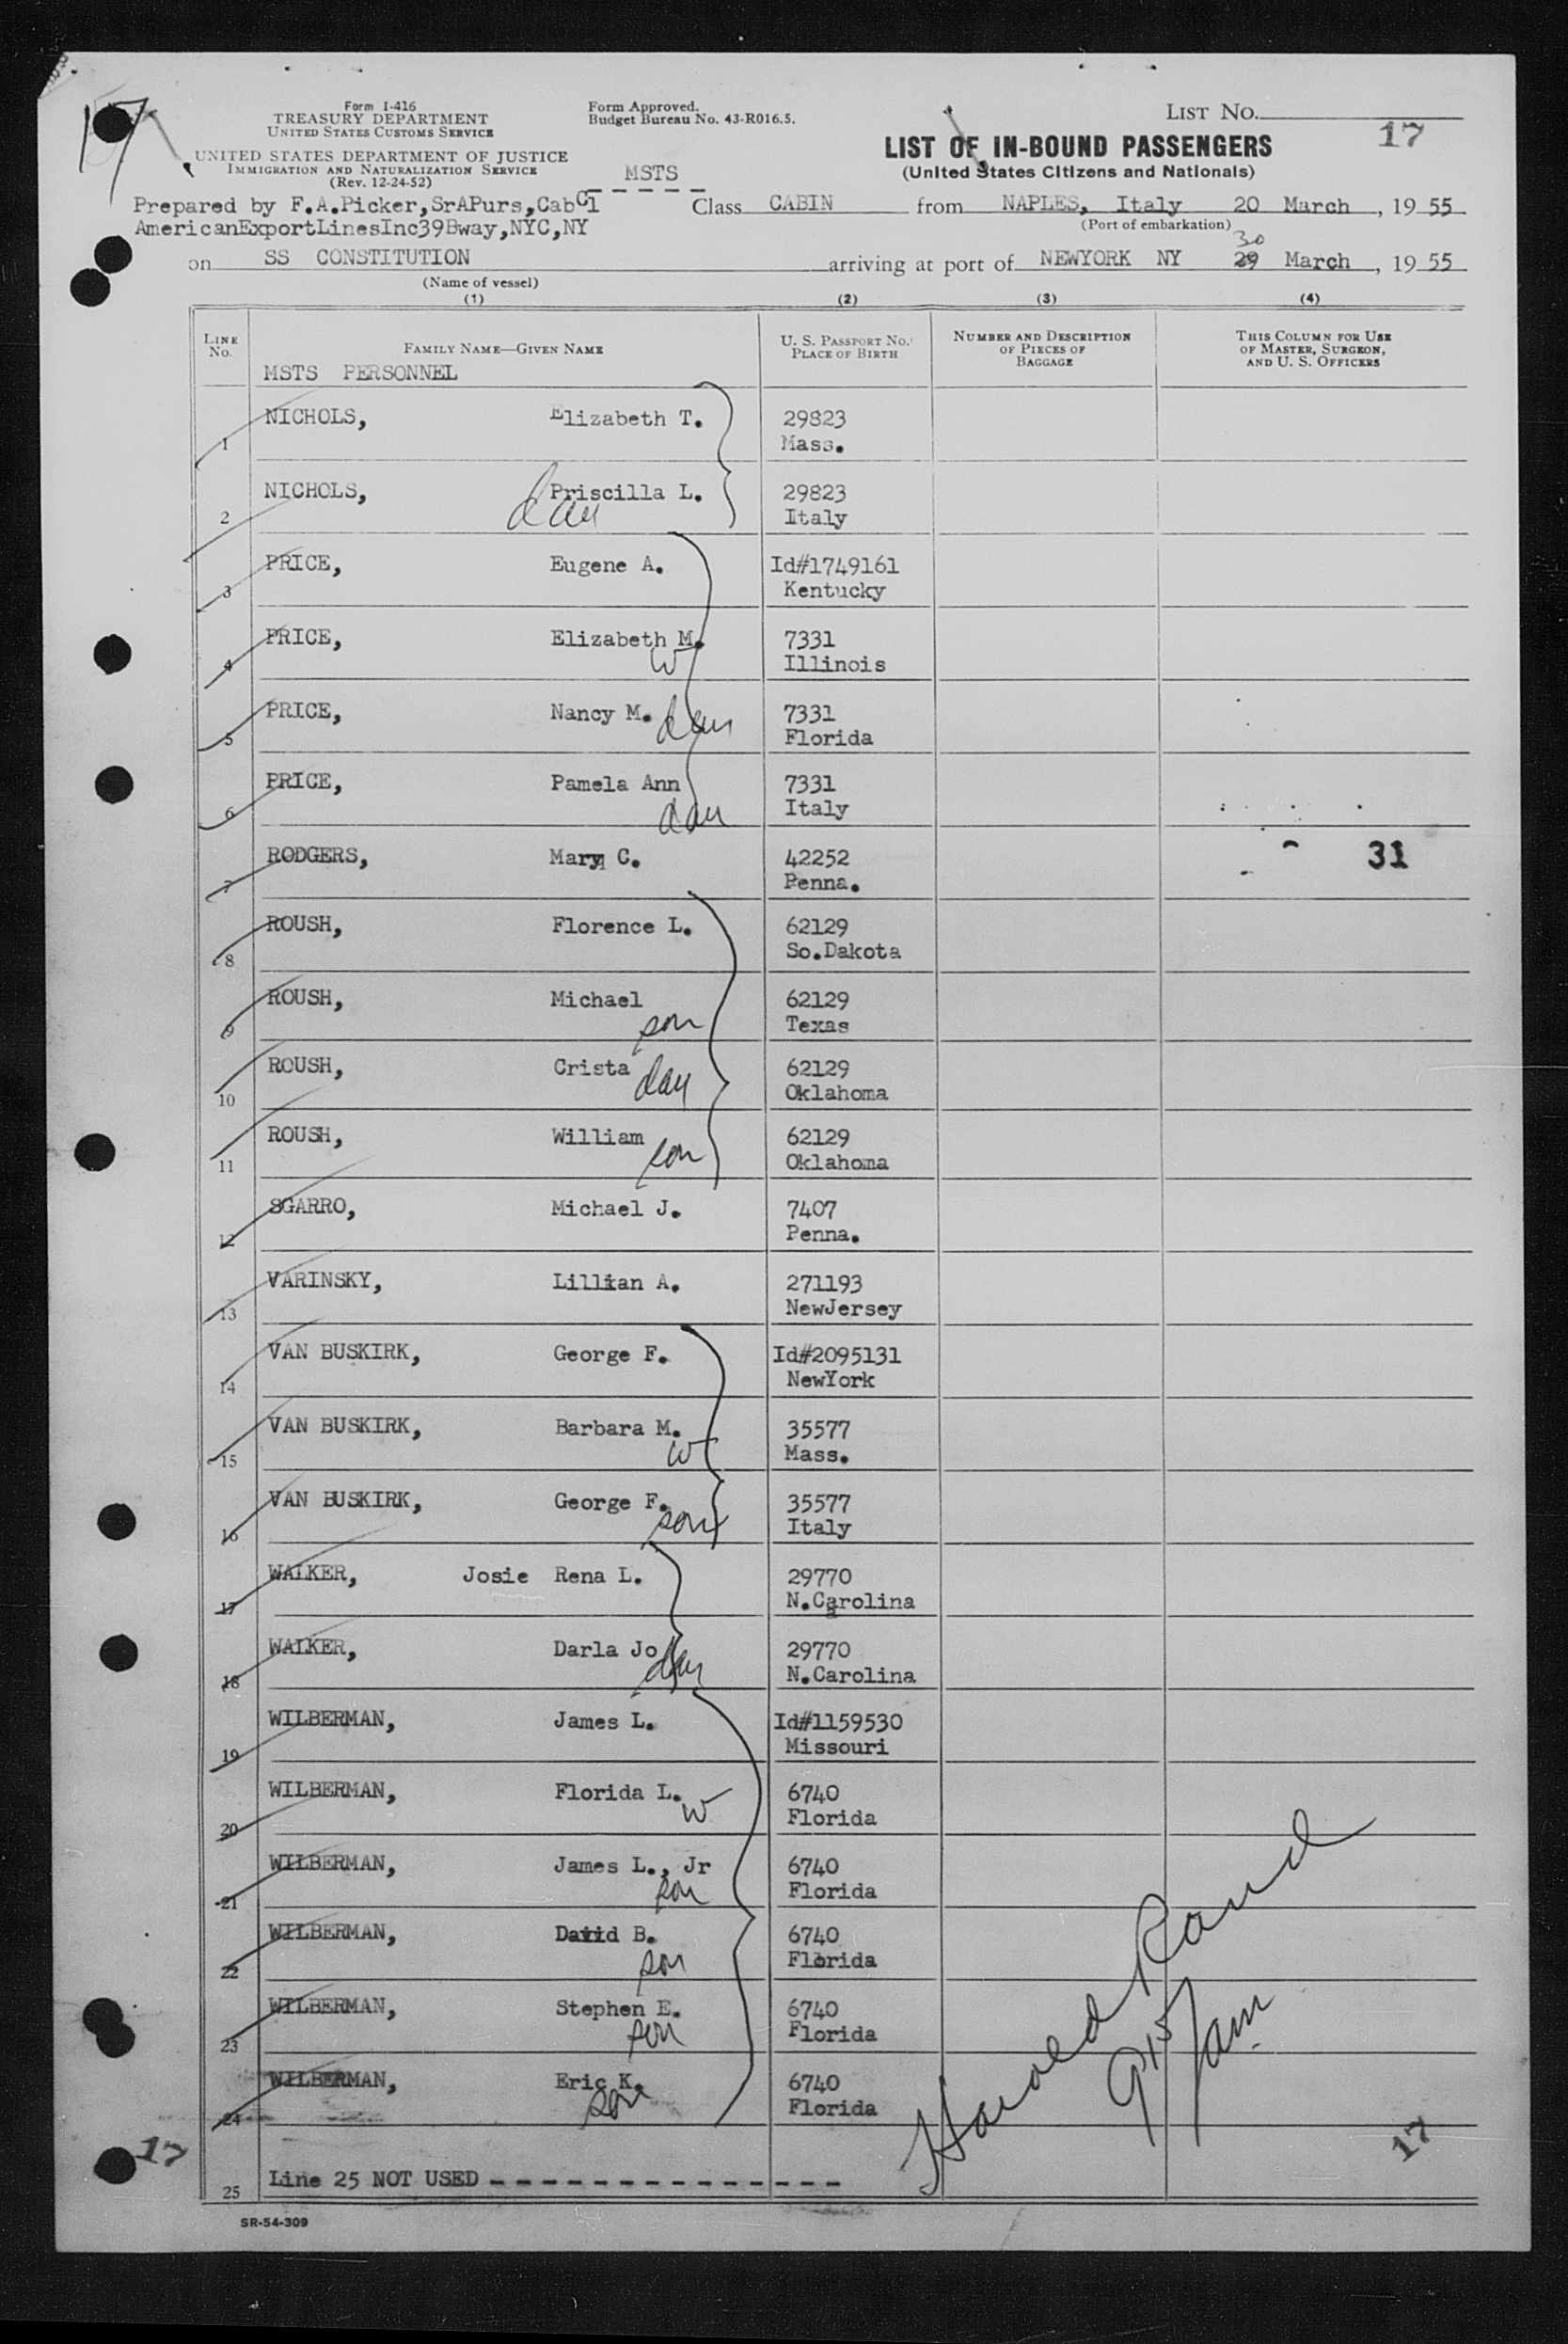 17
Form I-416
TREASURY DEPARTMENT
UNITED STATES CUSTOMS SERVICE
UNITED STATES DEPARTMENT OF JUSTICE
IMMIGRATION AND NATURALIZATION SERVICE
(Rev. 12-24-52)
Form Approved.
Budget Bureau No. 43-R016.5.
LIST No.
17
LIST OF IN-BOUND PASSENGERS
(United States Citizens and Nationals)
MSTS
Prepared by F.A.Picker,SrAPurs,CabCl
AmericanExportLinesInc39Bway,NYC,NY
Class CABIN from NAPLES, Italy 20 March, 19 55
(Port of embarkation)
30
on SS CONSTITUTION arriving at port of NEWYORK NY 29 March, 19 55
(Name of vessel)
(1) (2) (3) (4)
LINE No. FAMILY NAME—GIVEN NAME U. S. PASSPORT NO. PLACE OF BIRTH NUMBER AND DESCRIPTION OF PIECES OF BAGGAGE THIS COLUMN FOR USE OF MASTER, SURGEON, AND U. S. OFFICERS
MSTS PERSONNEL
1 NICHOLS, Elizabeth T. 29823
Mass.
2 NICHOLS, Priscilla L. dau 29823
Italy
3 PRICE, Eugene A. Id#1749161
Kentucky
4 PRICE, Elizabeth M. W 7331
Illinois
5 PRICE, Nancy M. dau 7331
Florida
6 PRICE, Pamela Ann dau 7331
Italy
7 RODGERS, Mary C. 42252 31
Penna.
8 ROUSH, Florence L. 62129
So.Dakota
9 ROUSH, Michael son 62129
Texas
10 ROUSH, Crista dau 62129
Oklahoma
11 ROUSH, William son 62129
Oklahoma
12 SGARRO, Michael J. 7407
Penna.
13 VARINSKY, Lillian A. 271193
NewJersey
14 VAN BUSKIRK, George F. Id#2095131
NewYork
15 VAN BUSKIRK, Barbara M. W 35577
Mass.
16 VAN BUSKIRK, George F. son 35577
Italy
17 WALKER, Josie Rena L. 29770
N.Carolina
18 WALKER, Darla Jo dau 29770
N.Carolina
19 WILBERMAN, James L. Id#1159530
Missouri
20 WILBERMAN, Florida L. W 6740
Florida
21 WILBERMAN, James L., Jr son 6740
Florida
22 WILBERMAN, David B. son 6740
Florida
23 WILBERMAN, Stephen E. son 6740
Florida
24 WILBERMAN, Eric K. son 6740
Florida
Harold Rand
915 am
17
17
25 Line 25 NOT USED - - - - - - - - - - - - - -
SR-54-309